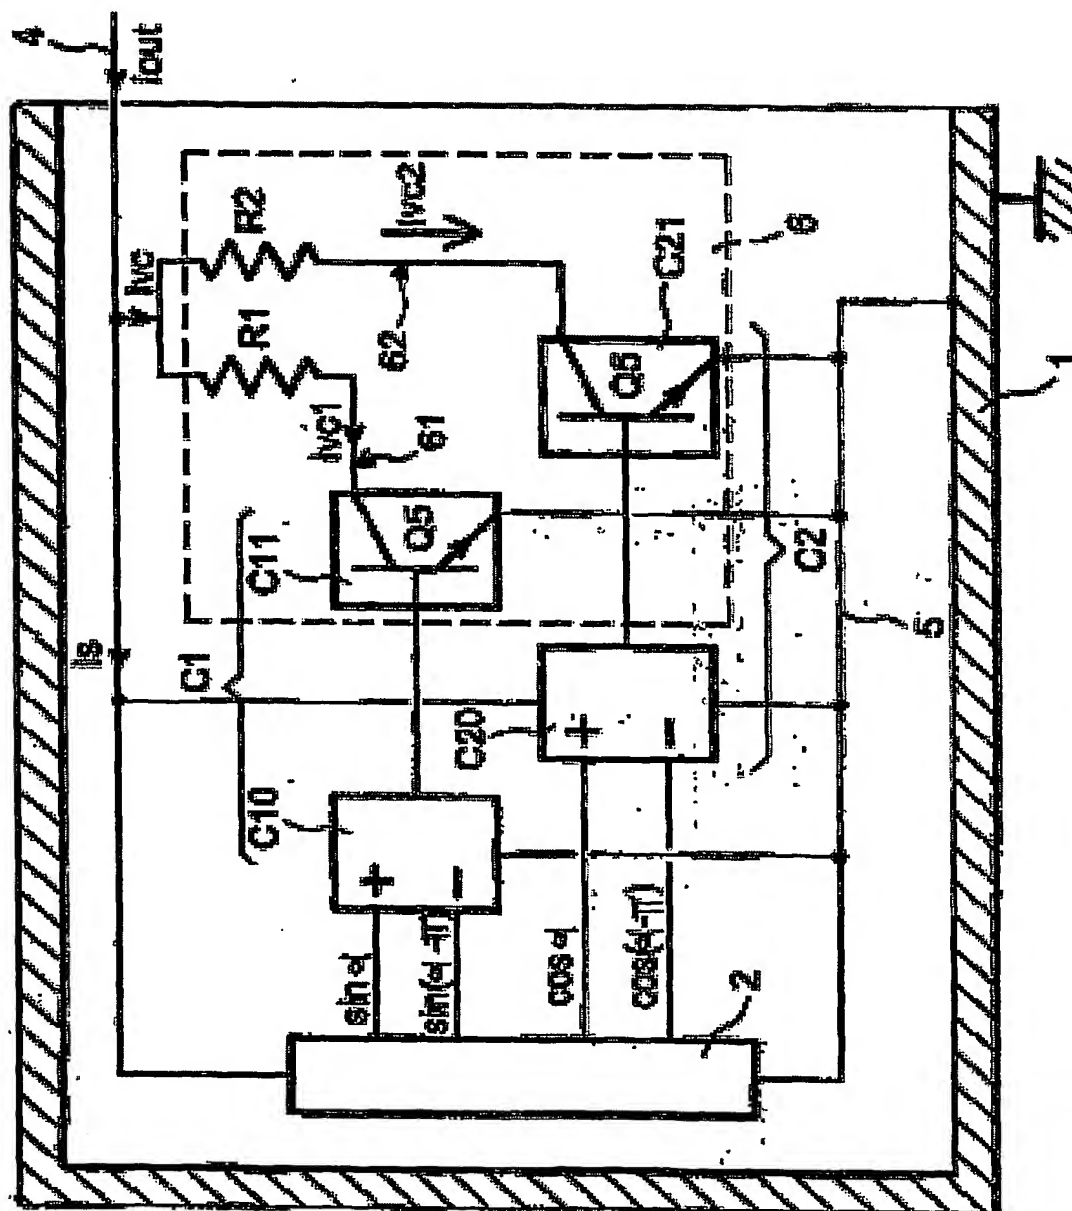 4
Iout
Is
Ivc
R1
R2
Ivc1
Ivc2
61
62
C1
C11
Q5
C10
+
−
C20
+
−
Q6
C21
6
C2
5
1
2
sin α
sin(α -π)
cos α
cos(α-π)